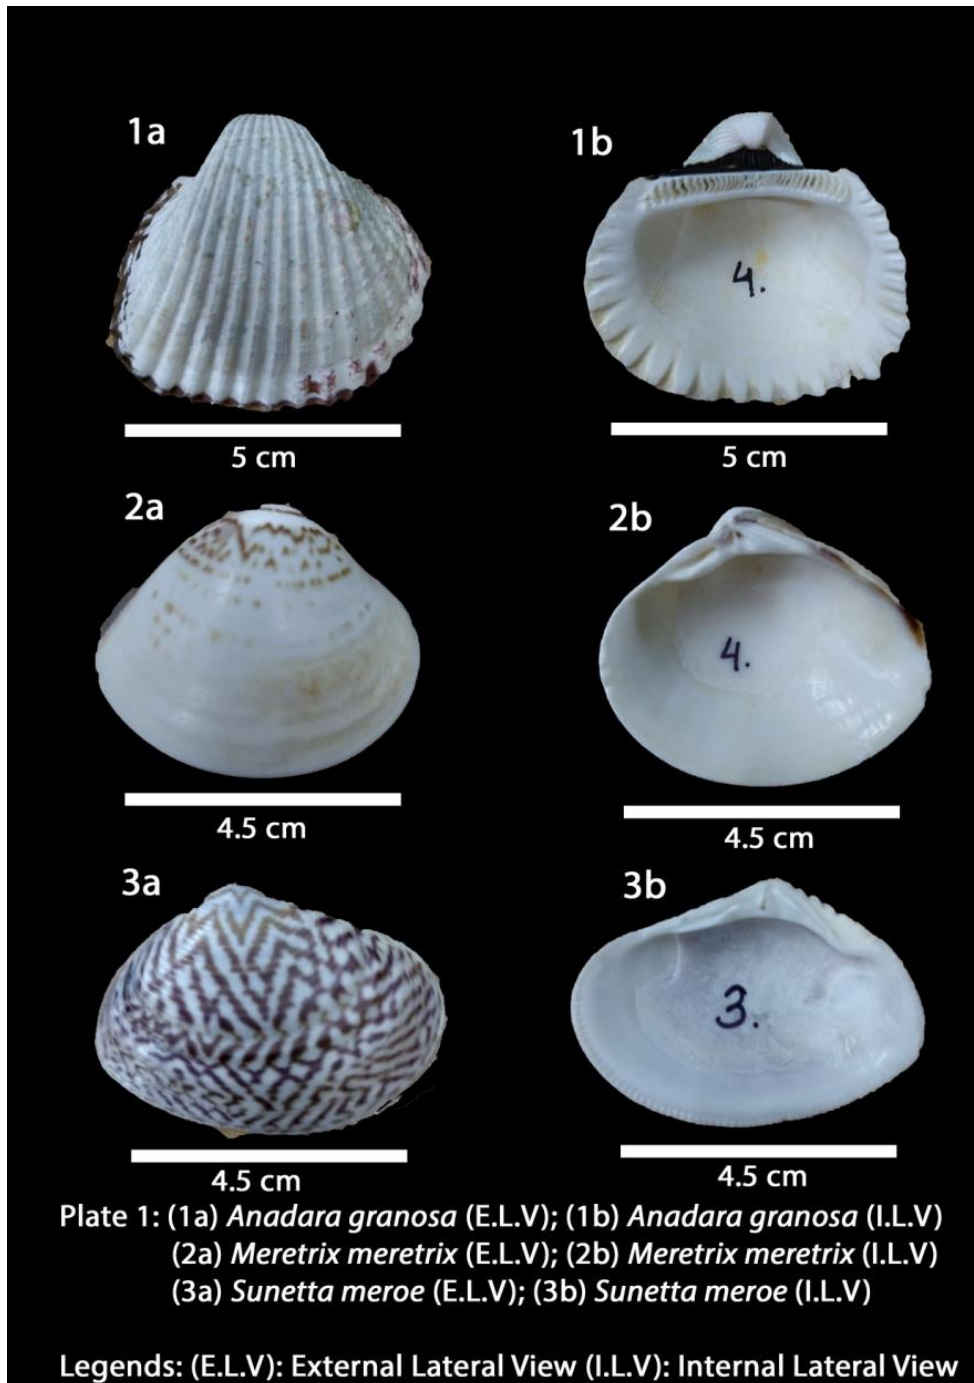 1a
1b
4.
5 cm
5 cm
2a
2b
4.
4.5 cm
4.5 cm
3a
3b
3.
4.5 cm
4.5 cm
Plate 1: (1a) Anadara granosa (E.L.V); (1b) Anadara granosa (I.L.V)
(2a) Meretrix meretrix (E.L.V); (2b) Meretrix meretrix (I.L.V)
(3a) Sunetta meroe (E.L.V); (3b) Sunetta meroe (I.L.V)
Legends: (E.L.V): External Lateral View (I.L.V): Internal Lateral View